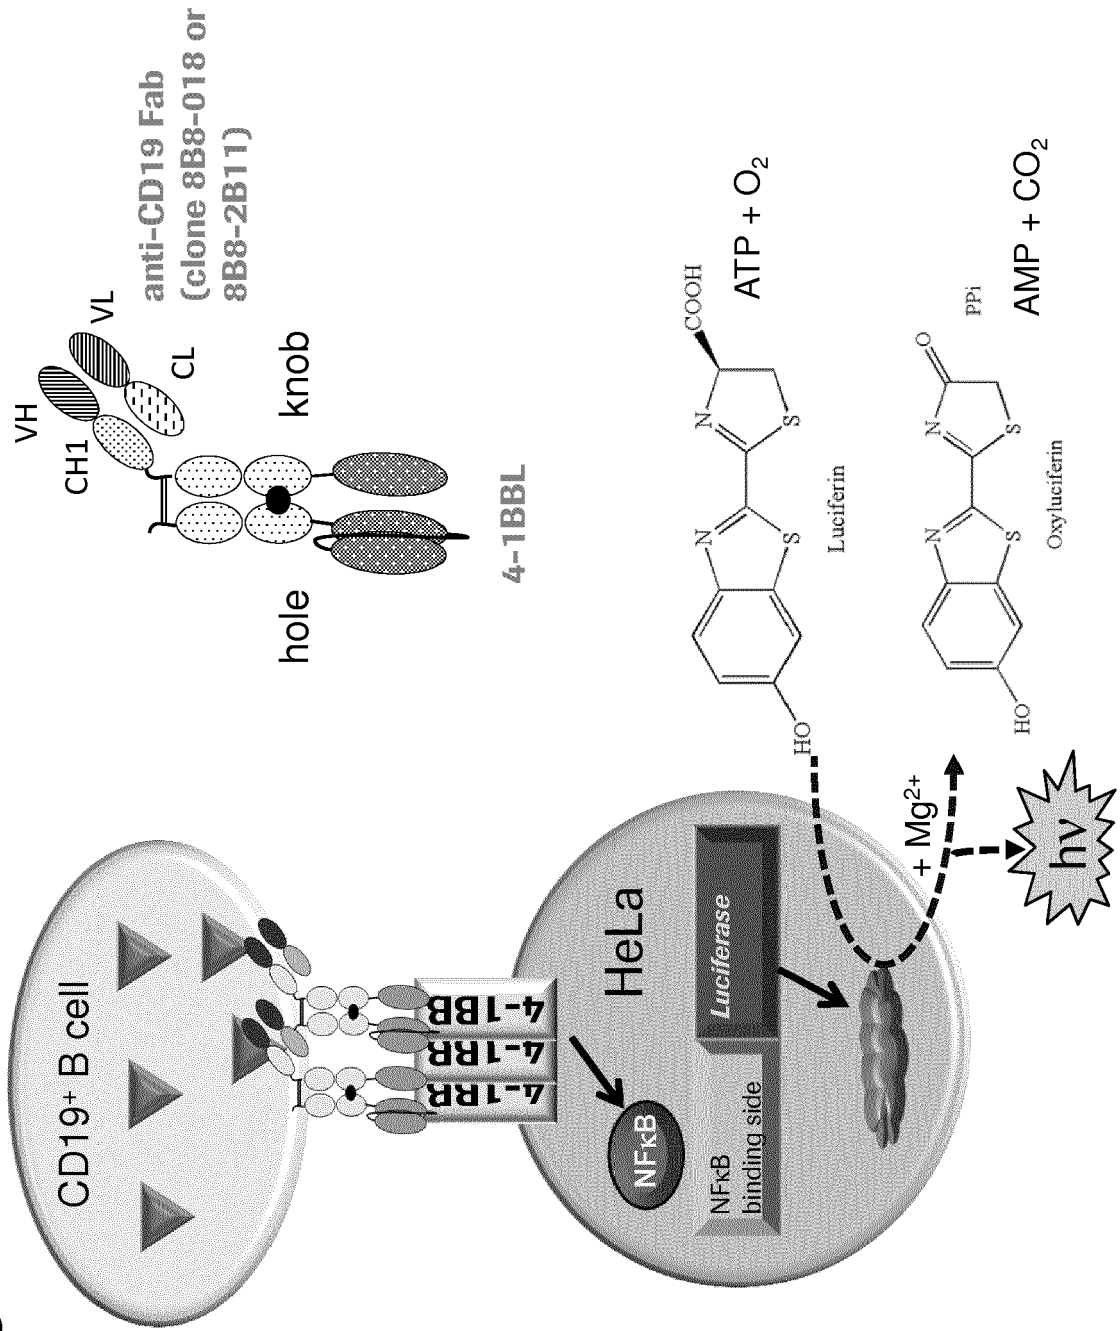 CD19⁺ B cell
4-1BB
4-1BB
4-1BB
HeLa
NFκB
NFκB
binding side
Luciferase
+ Mg²⁺
hν
VH
VL
CH1
CL
anti-CD19 Fab
(clone 8B8-018 or
8B8-2B11)
hole
knob
4-1BBL
HO
N
S
N
S
COOH
Luciferin
ATP + O₂
HO
N
S
N
S
O
PPi
Oxyluciferin
AMP + CO₂